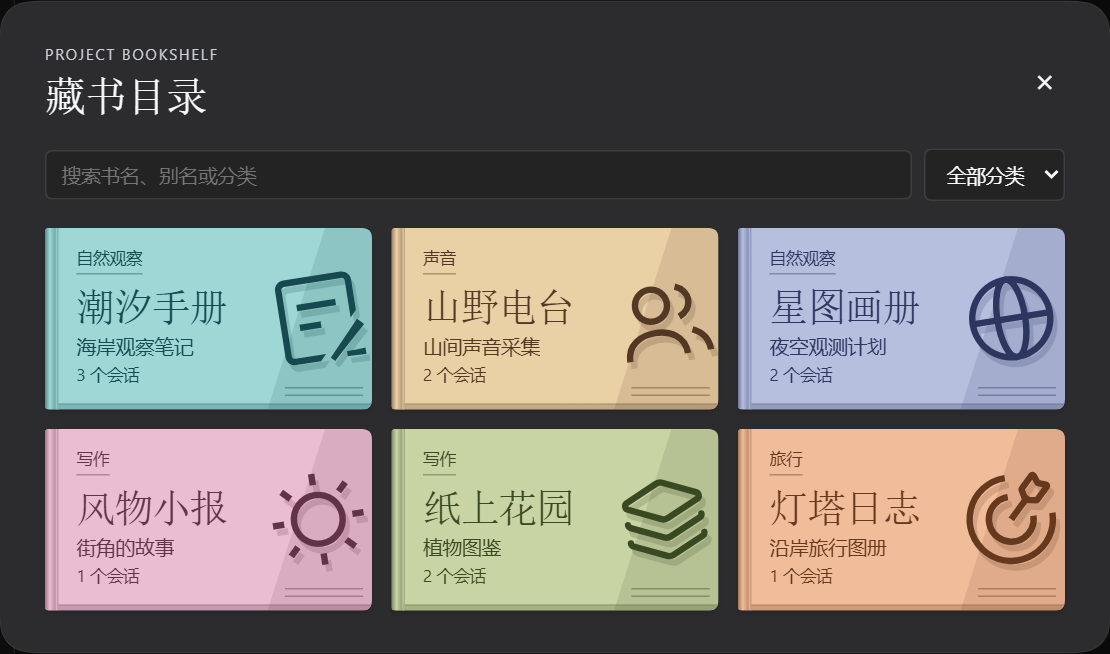 PROJECT BOOKSHELF
藏书目录
搜索书名、别名或分类
全部分类
自然观察
潮汐手册
海岸观察笔记
3 个会话
声音
山野电台
山间声音采集
2 个会话
自然观察
星图画册
夜空观测计划
2 个会话
写作
风物小报
街角的故事
1 个会话
写作
纸上花园
植物图鉴
2 个会话
旅行
灯塔日志
沿岸旅行图册
1 个会话